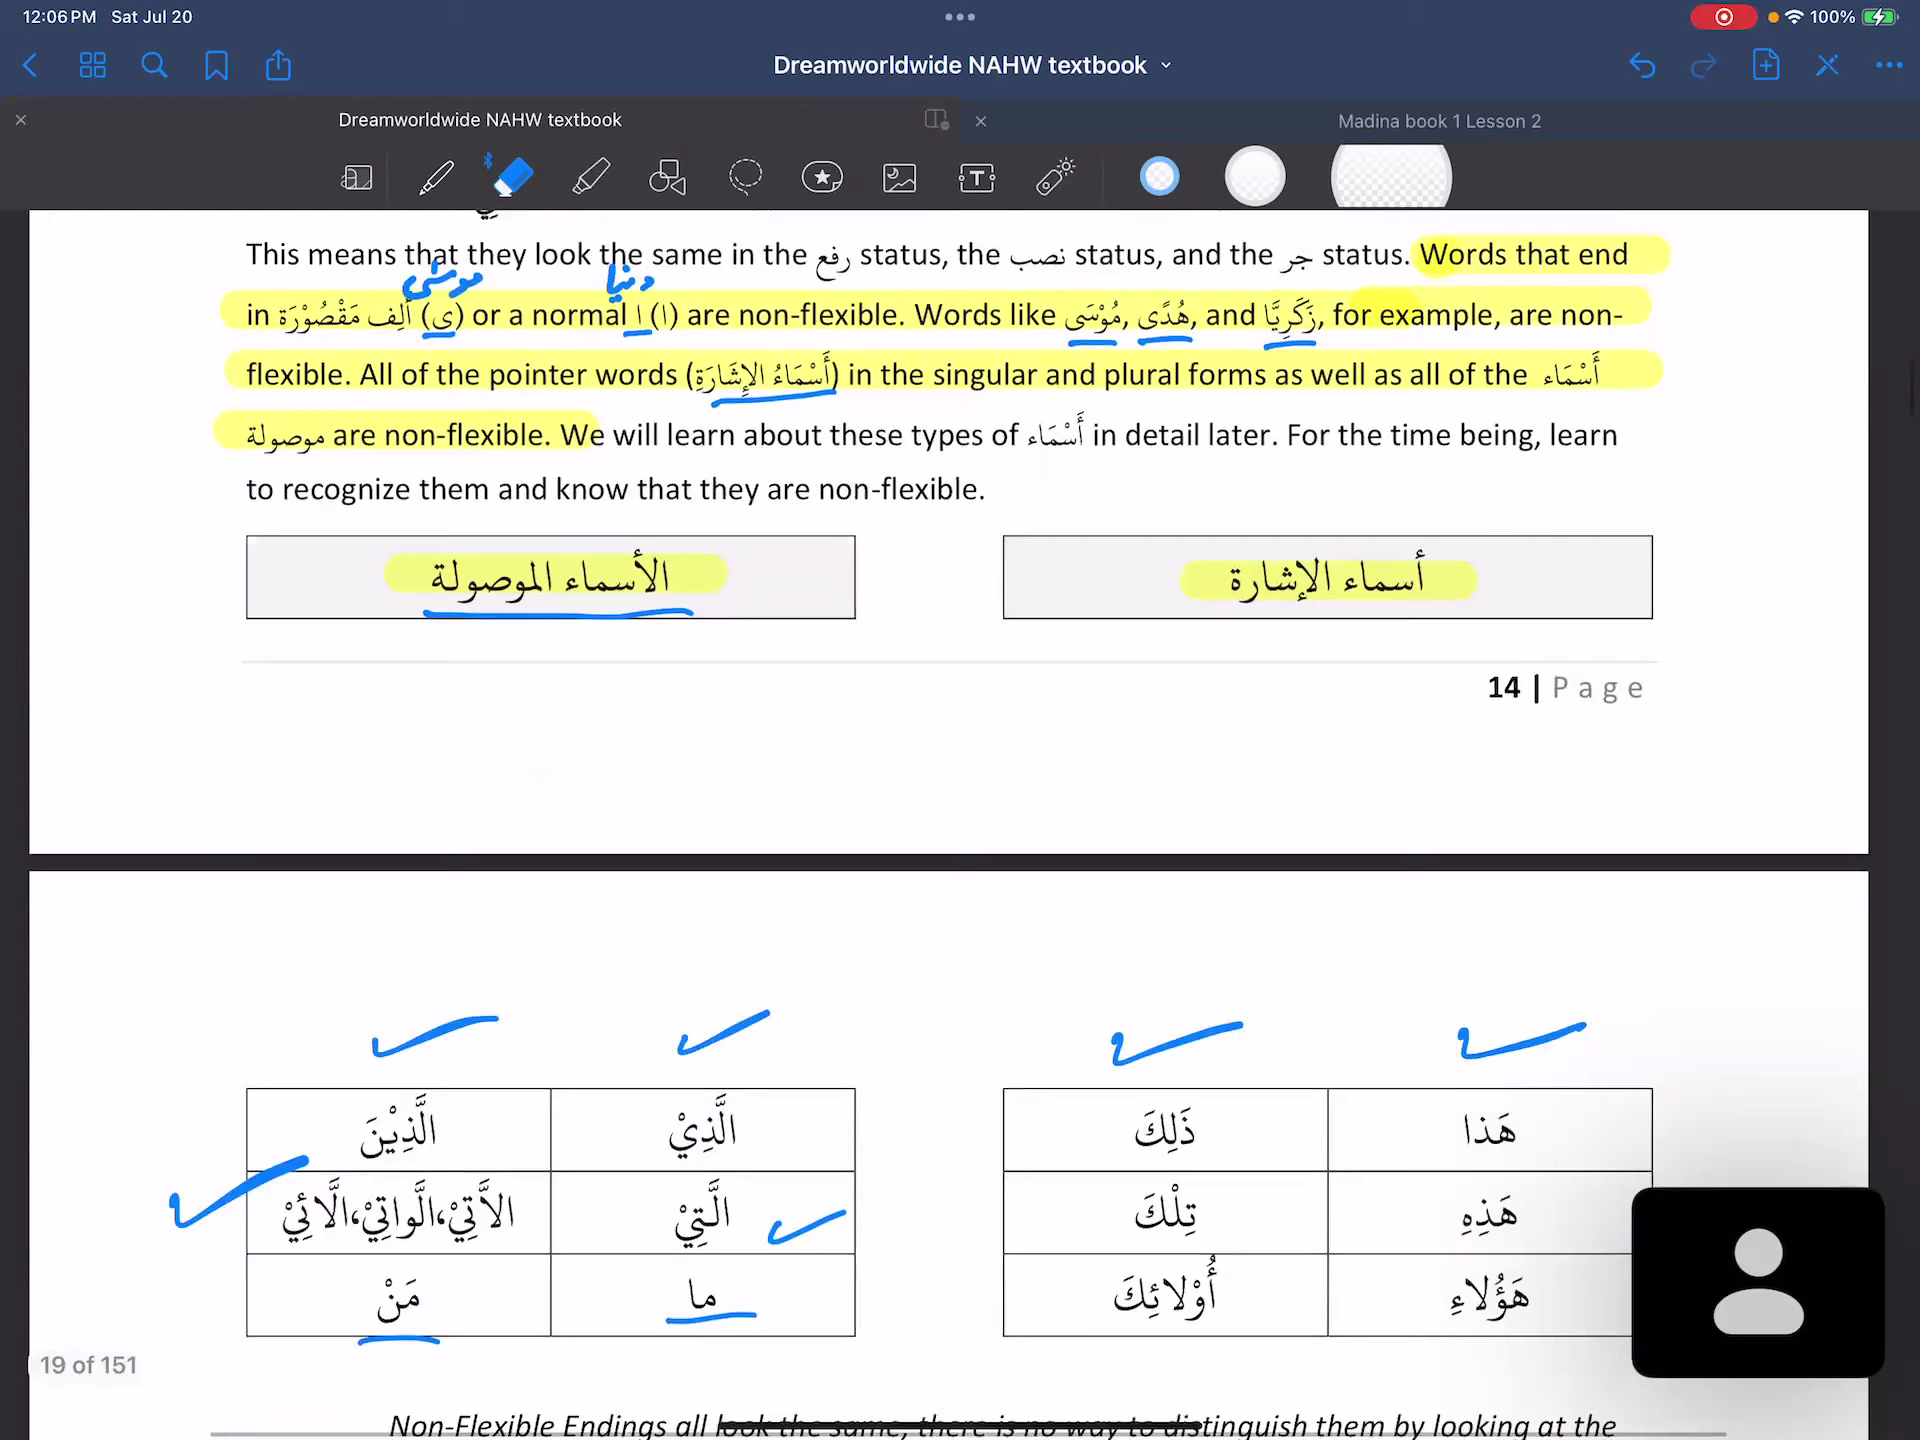 12:06 PM Sat Jul 20
100%
Dreamworldwide NAHW textbook
Dreamworldwide NAHW textbook
Madina book 1 Lesson 2
This means that they look the same in the رفع status, the نصب status, and the جر status. Words that end
موسى دنيا
in أَلِف مَقْصُوْرَة (ى) or a normal ا (ا) are non-flexible. Words like مُوْسَى, هُدًى, and زَكَرِيَّا, for example, are non-
flexible. All of the pointer words (أَسْمَاءُ الإِشَارَةِ) in the singular and plural forms as well as all of the أَسْمَاء
موصولة are non-flexible. We will learn about these types of أَسْمَاء in detail later. For the time being, learn
to recognize them and know that they are non-flexible.
الأسماء الموصولة
أسماء الإشارة
14 | Page
هَذا ذَلِكَ
هَذِهِ تِلْكَ
هَؤُلاءِ أُوْلائِكَ
الَّذِيْ الَّذِيْنَ
الَّتِيْ الاَّتِيْ،الَّواتِيْ،الَّائِيْ
ما مَنْ
19 of 151
Non-Flexible Endings all look the same, there is no way to distinguish them by looking at the